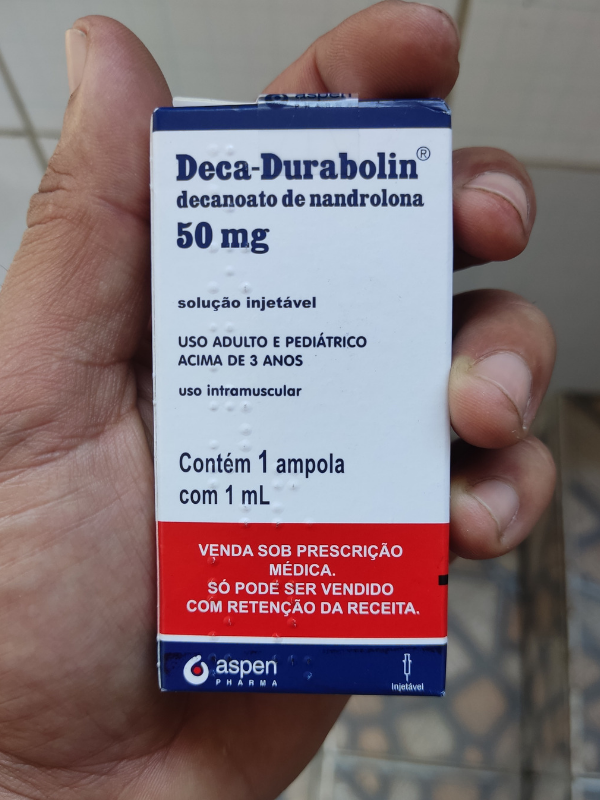 aspen
PHARMA
Deca-Durabolin®
decanoato de nandrolona
50 mg
solução injetável
USO ADULTO E PEDIÁTRICO
ACIMA DE 3 ANOS
uso intramuscular
Contém 1 ampola
com 1 mL
VENDA SOB PRESCRIÇÃO
MÉDICA.
SÓ PODE SER VENDIDO
COM RETENÇÃO DA RECEITA.
aspen
PHARMA
Injetável